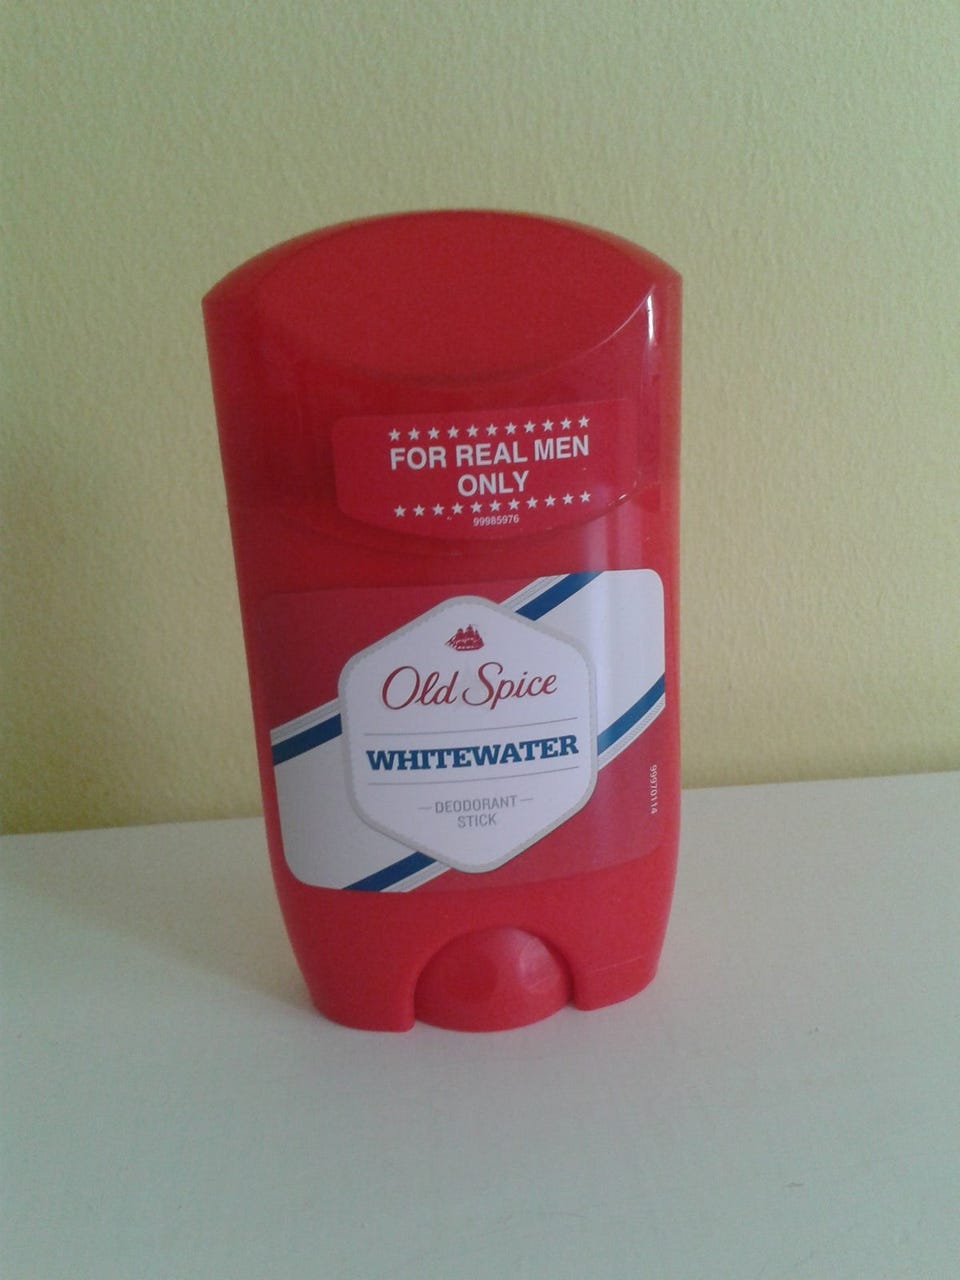 ★★★★★★★★★★★
FOR REAL MEN
ONLY
★★★★★★★★★★★
99985976
Old Spice
WHITEWATER
— DEODORANT —
STICK
99970114